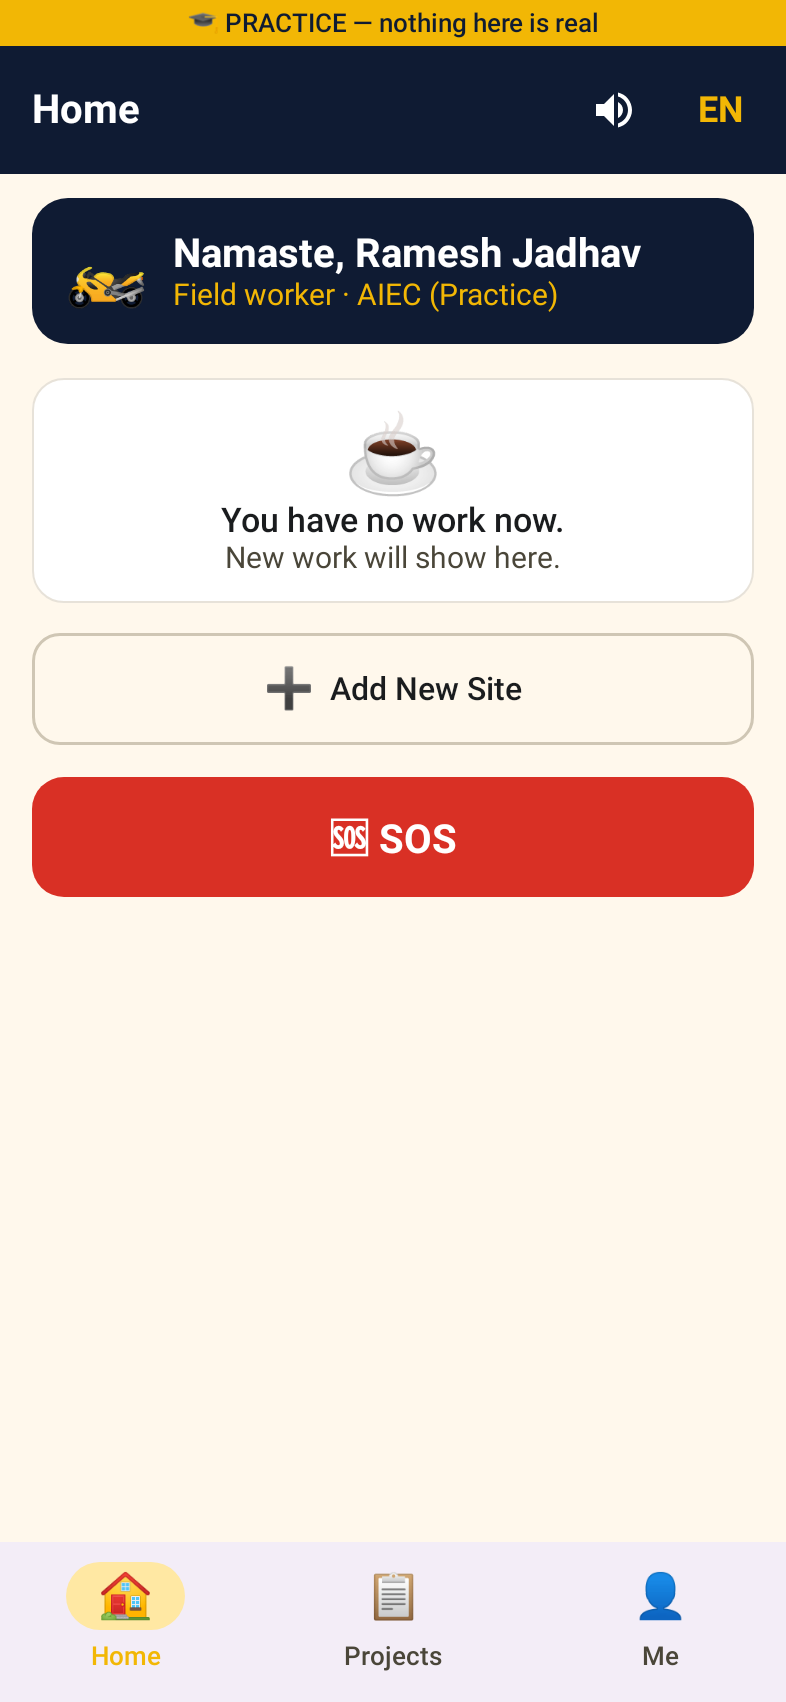 PRACTICE — nothing here is real
Home
EN
Namaste, Ramesh Jadhav
Field worker · AIEC (Practice)
You have no work now.
New work will show here.
Add New Site
SOS SOS
Home
Projects
Me